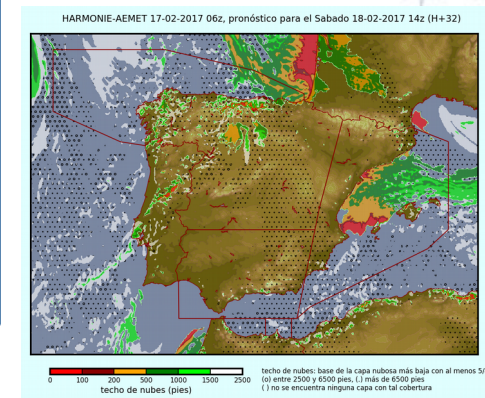 HARMONIE-AEMET 17-02-2017 06z, pronóstico para el Sabado 18-02-2017 14z (H+32)
0 100 200 500 1000 1500 2500
techo de nubes (pies)
techo de nubes: base de la capa nubosa más baja con al menos 5/
(o) entre 2500 y 6500 pies, (.) mas de 6500 pies
( ) no se encuentra ninguna capa con tal cobertura